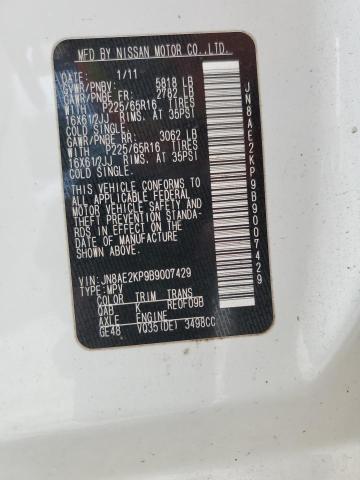 MFD BY NISSAN MOTOR CO.,LTD.
DATE: 1/11
GVWR/PNBV: 5818 LB
GAWR/PNBE FR: 2782 LB
WITH P225/65R16 TIRES
16X61/2JJ RIMS, AT 35PSI
COLD SINGLE.
GAWR/PNBE RR: 3062 LB
WITH P225/65R16 TIRES
16X61/2JJ RIMS, AT 35PSI
COLD SINGLE.
THIS VEHICLE CONFORMS TO
ALL APPLICABLE FEDERAL
MOTOR VEHICLE SAFETY AND
THEFT PREVENTION STANDA-
RDS IN EFFECT ON THE DATE
OF MANUFACTURE
SHOWN ABOVE.
VIN: JN8AE2KP9B9007429
TYPE: MPV
COLOR TRIM TRANS
QAB K RE0F09B
AXLE ENGINE
GE48 VQ35(DE) 3498CC
JN8AE2KP9B9007429